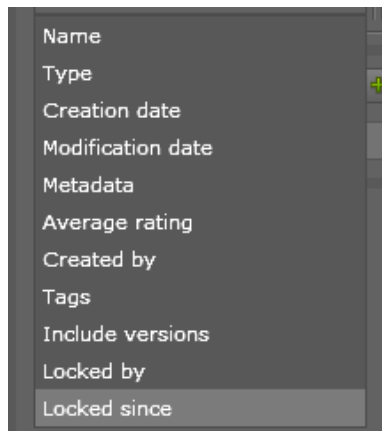 Name
Type
Creation date
Modification date
Metadata
Average rating
Created by
Tags
Include versions
Locked by
Locked since